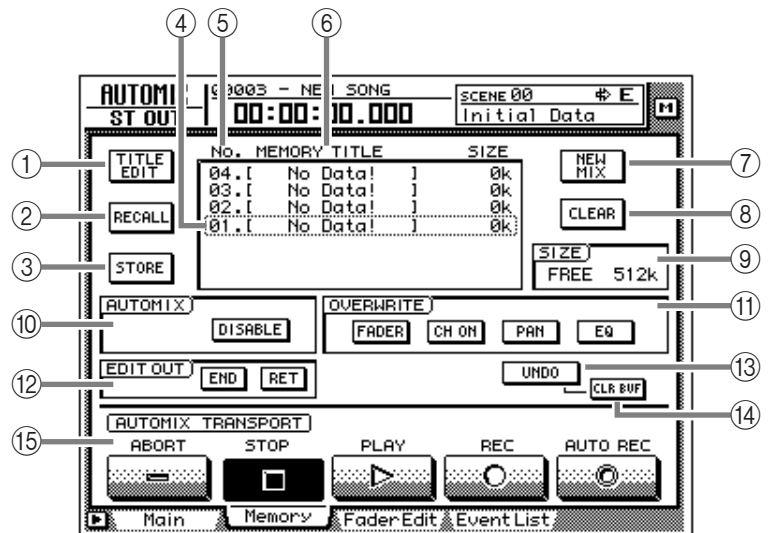 ④ ⑤ ⑥
AUTOMIX 00003 - NEW SONG SCENE 00 E M
ST OUT 00:00:00.000 Initial Data
No. MEMORY TITLE SIZE
① TITLE EDIT 04.[ No Data! ] 0k NEW MIX ⑦
03.[ No Data! ] 0k
② RECALL 02.[ No Data! ] 0k CLEAR ⑧
01.[ No Data! ] 0k
③ STORE SIZE ⑨
FREE 512k
⑩ AUTOMIX OVERWRITE ⑪
DISABLE FADER CH ON PAN EQ
⑫ EDIT OUT END RET UNDO ⑬
CLR BUF ⑭
AUTOMIX TRANSPORT
⑮ ABORT STOP PLAY REC AUTO REC
Main Memory Fader Edit Event List